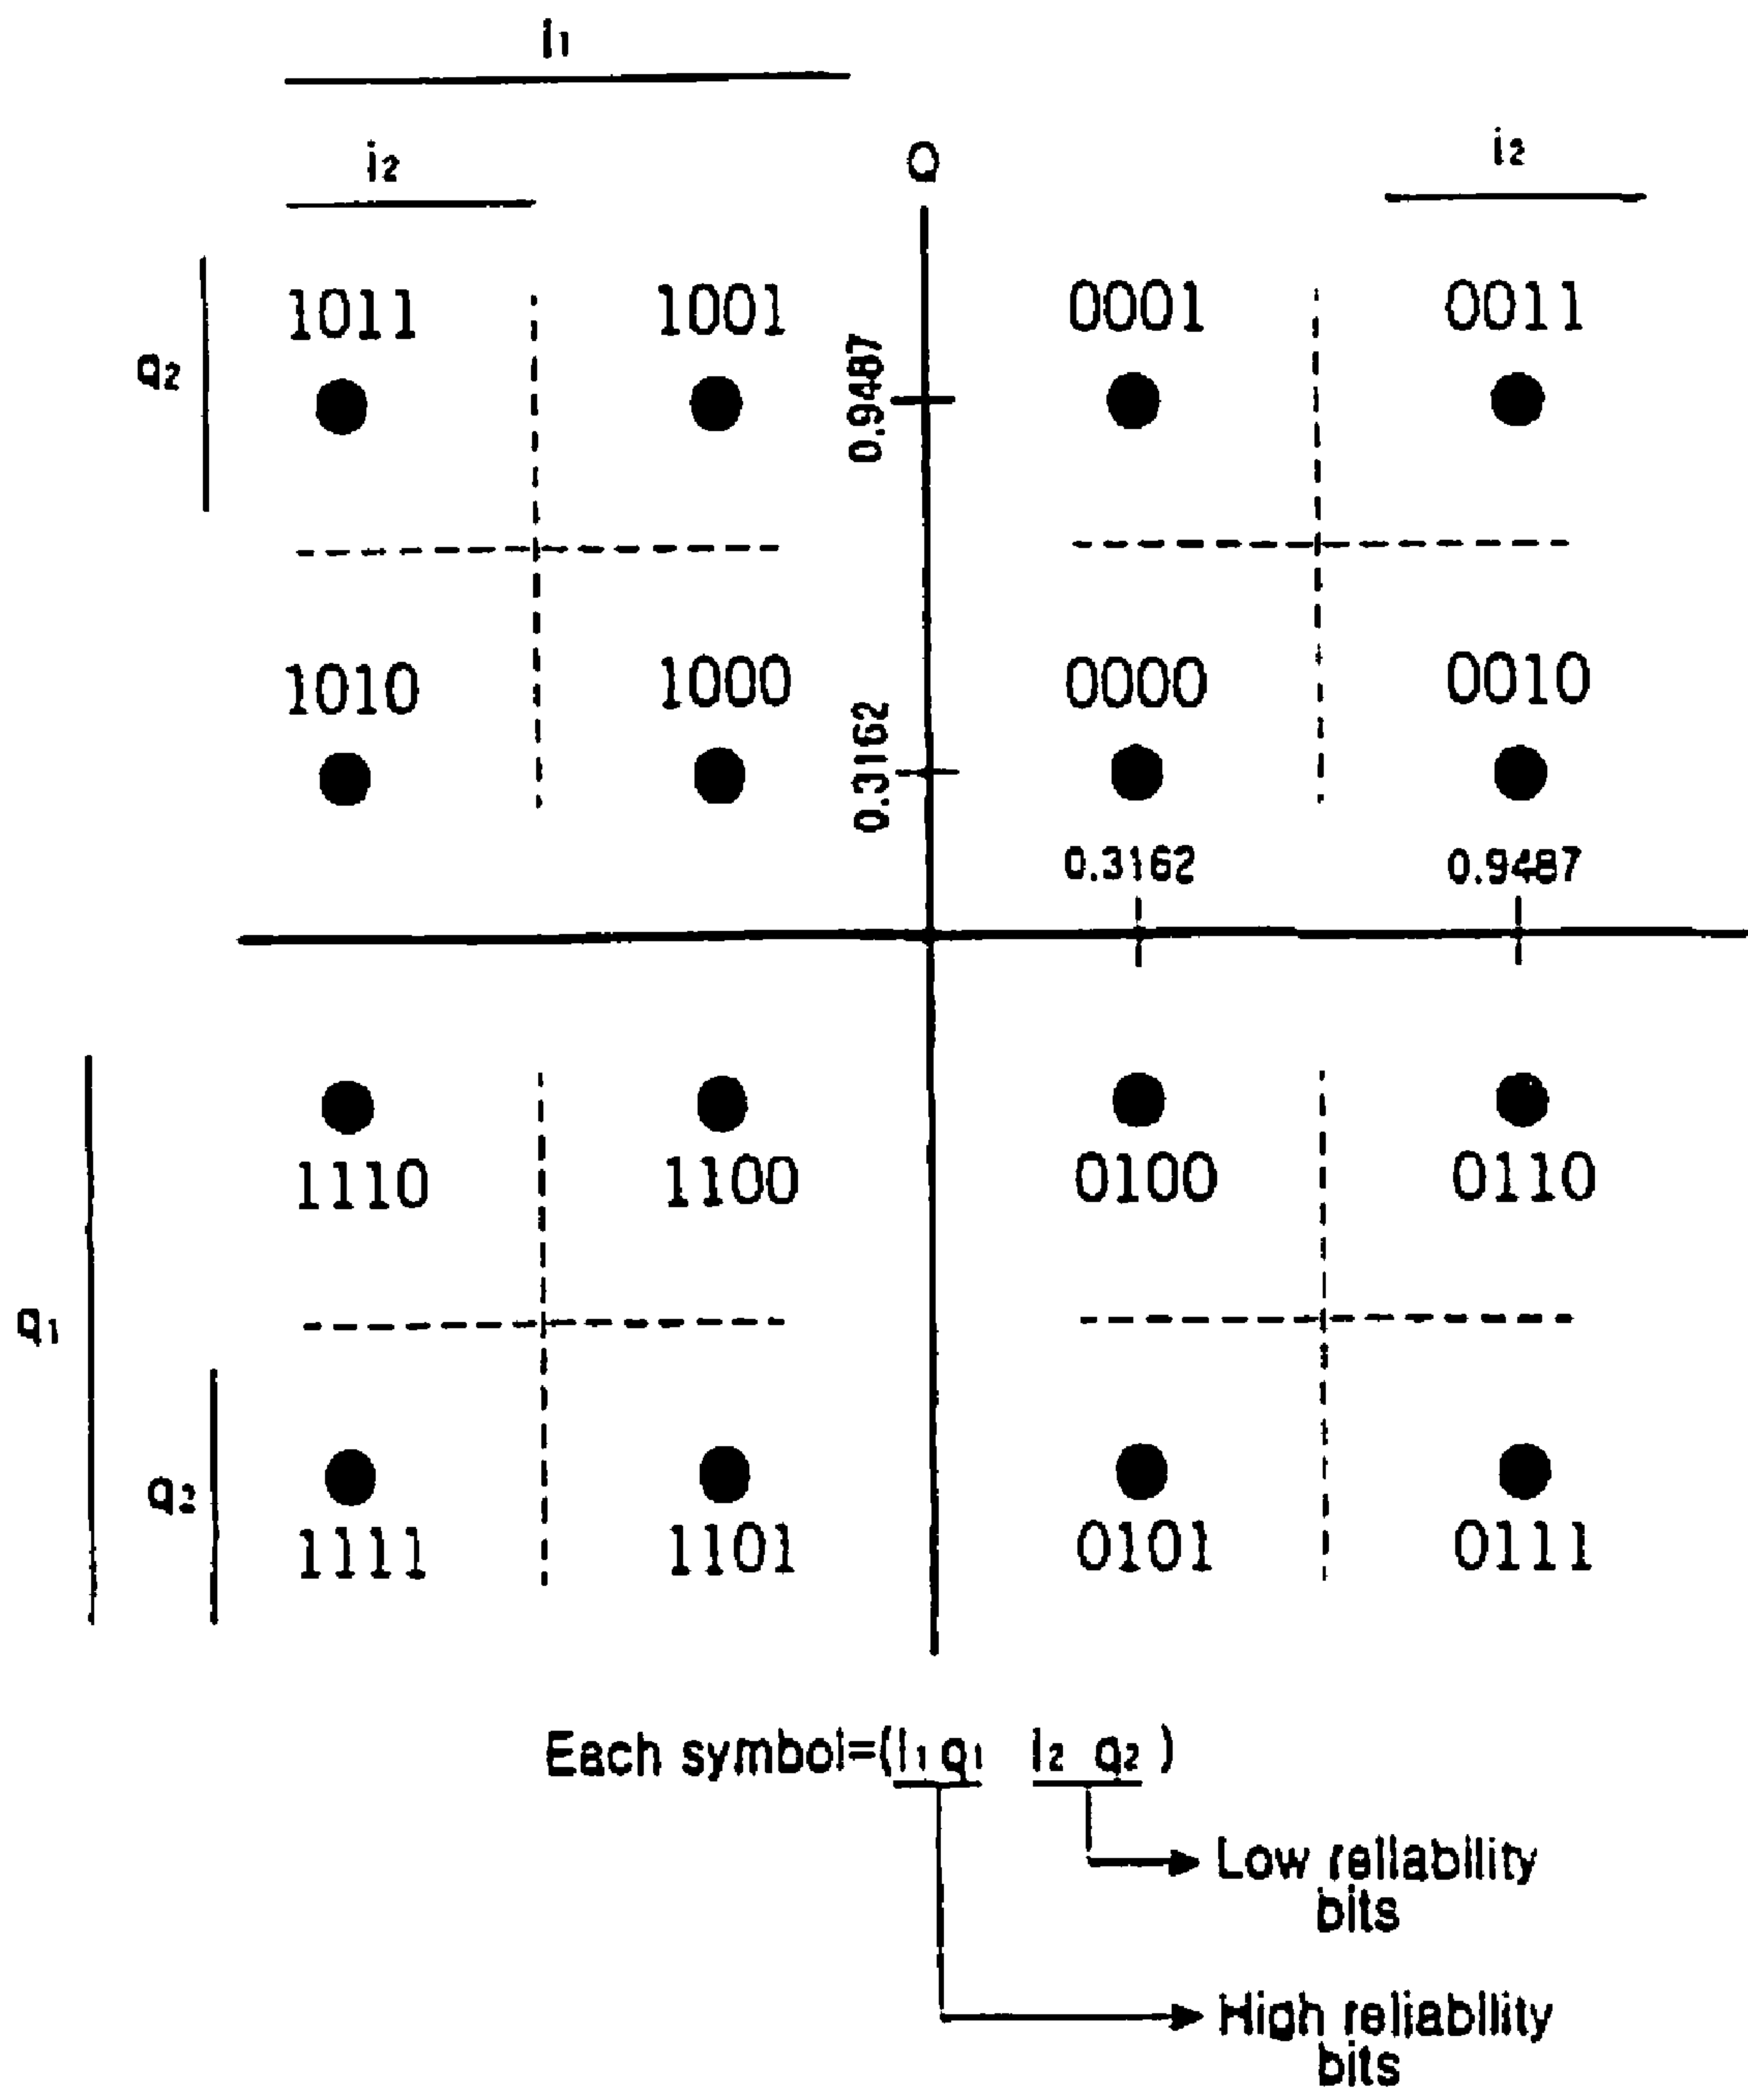 i1
i2 Q i2
1011 1001 0001 0011
q2
0.9487
1010 1000 0000 0010
0.3162
0.3162 0.9487
1110 1100 0100 0110
q1
q2
1111 1101 0101 0111
Each symbol=(i1 q1 i2 q2)
Low reliability
bits
High reliability
bits